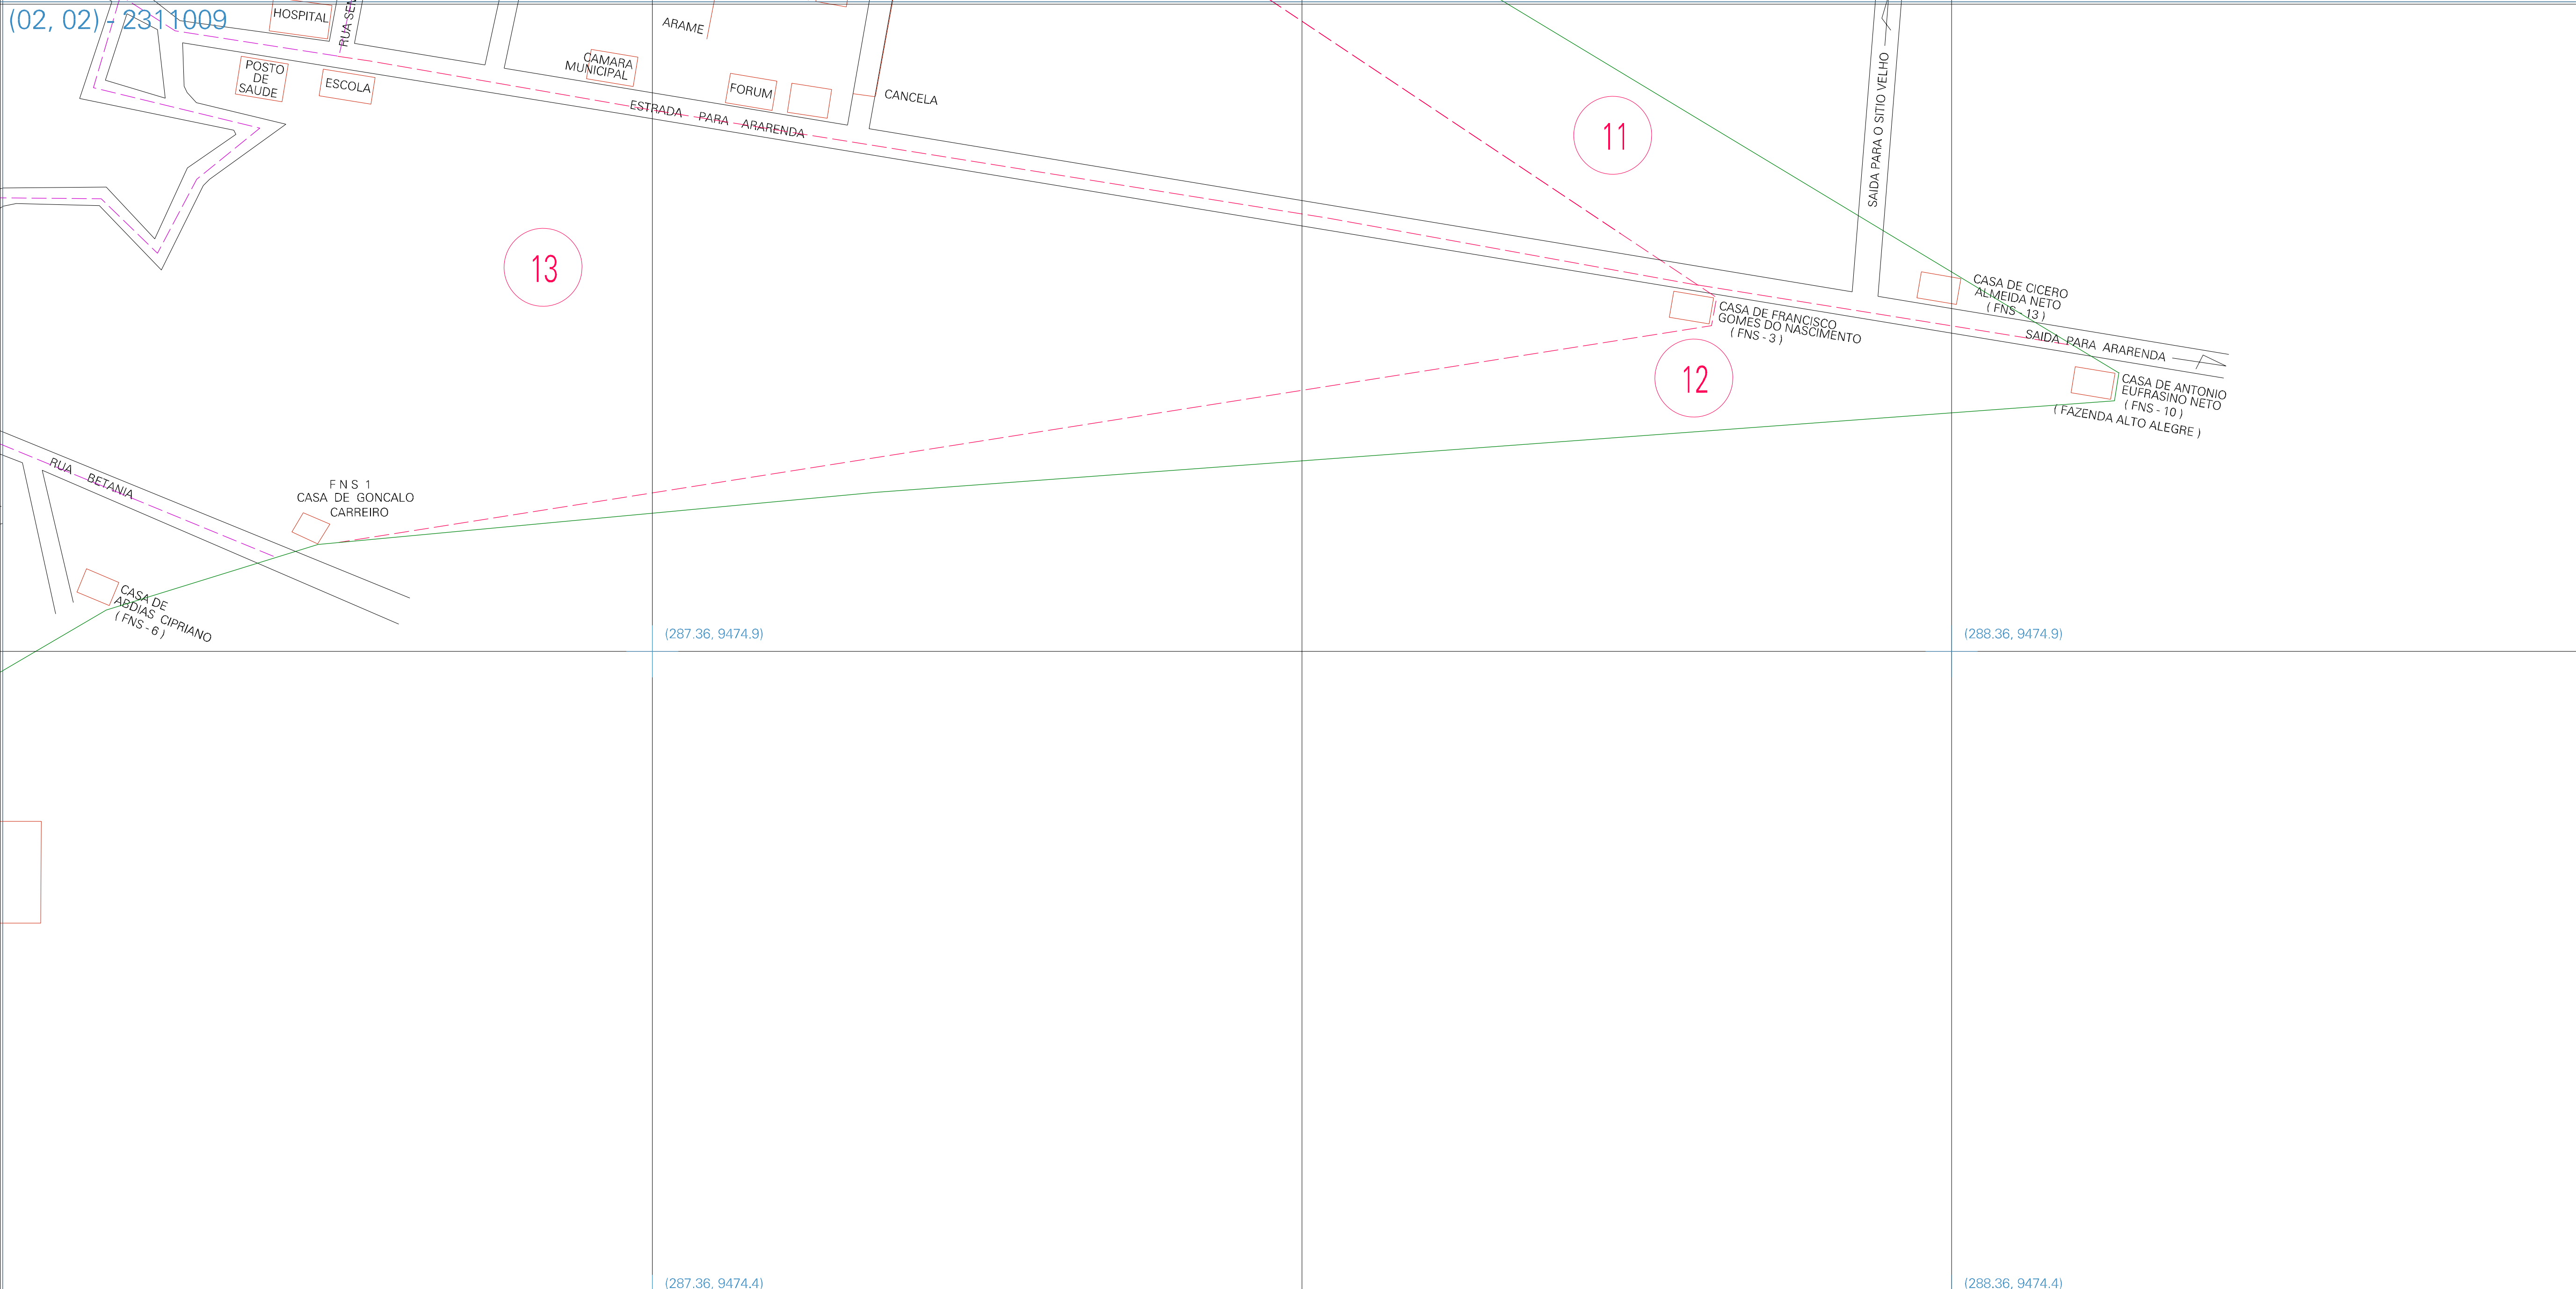 (02, 02) - 2311009
HOSPITAL
RUA SEN
ARAME
POSTO
DE
SAUDE
ESCOLA
CAMARA
MUNICIPAL
FORUM
CANCELA
ESTRADA PARA ARARENDA
11
SAIDA PARA O SITIO VELHO
13
CASA DE CICERO
ALMEIDA NETO
( FNS - 13 )
CASA DE FRANCISCO
GOMES DO NASCIMENTO
( FNS - 3 )
SAIDA PARA ARARENDA
12
CASA DE ANTONIO
EUFRASINO NETO
( FNS - 10 )
( FAZENDA ALTO ALEGRE )
RUA BETANIA
F N S 1
CASA DE GONCALO
CARREIRO
CASA DE
ABDIAS CIPRIANO
( FNS - 6 )
(287.36, 9474.9)
(288.36, 9474.9)
(287.36, 9474.4)
(288.36, 9474.4)